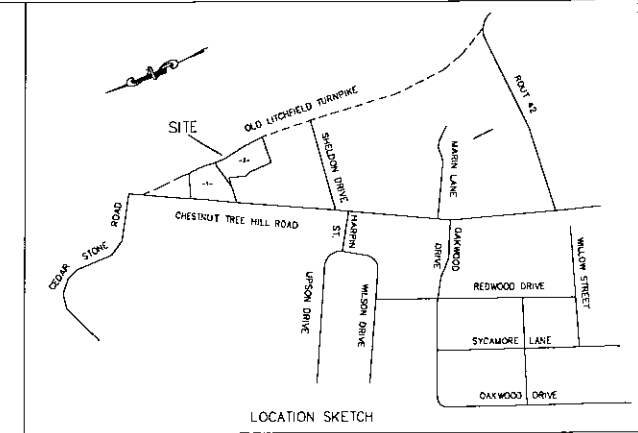 SITE
OLD LITCHFIELD TURNPIKE
ROUT 42
-2-
-1-
SHELDON DRIVE
MARIN LANE
CHESTNUT TREE HILL ROAD
CEDAR STONE ROAD
HARPIN ST.
OAKWOOD DRIVE
UPSON DRIVE
WILSON DRIVE
REDWOOD DRIVE
WILLOW STREET
SYCAMORE LANE
OAKWOOD DRIVE
LOCATION SKETCH